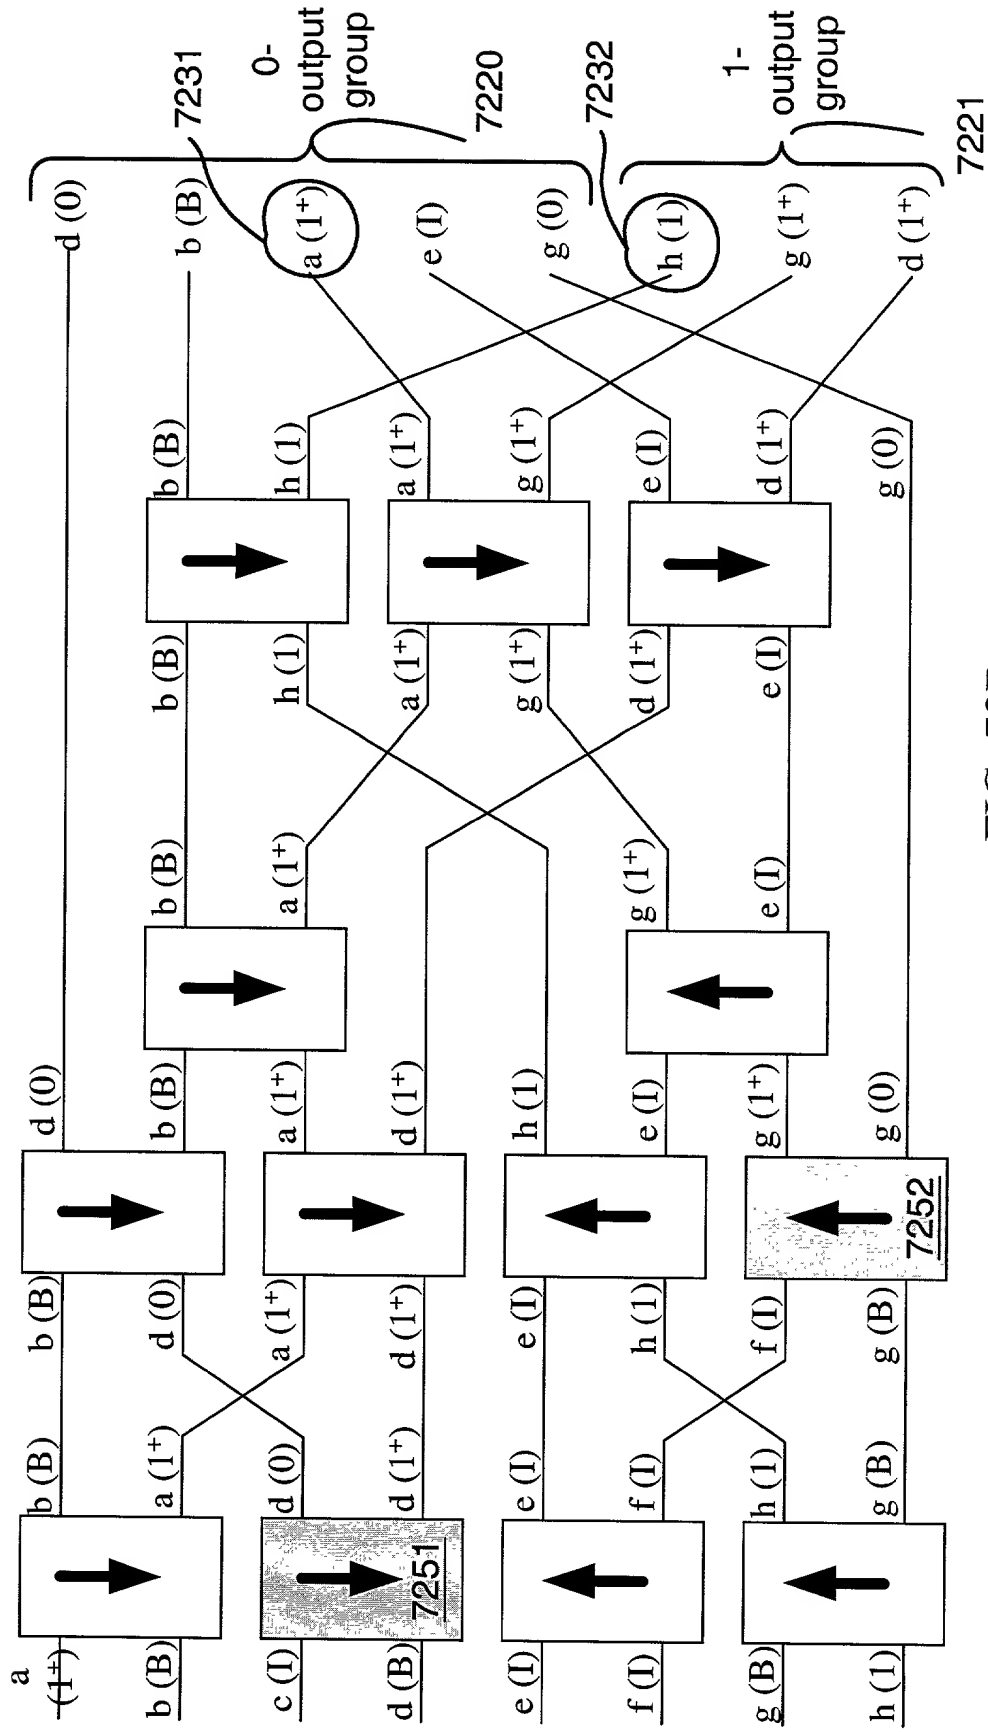 a (1+) b (B) b (B) d (0) d (0)
b (B) a (1+) d (0) b (B) b (B) b (B) b (B) b (B)
7231
c (I) d (0) a (1+) a (1+) a (1+) h (1) h (1) a (1+)
0-
output
group
d (B) d (1+) d (1+) d (1+) a (1+) a (1+) e (I)
7251
7220
e (I) e (I) e (I) h (1) g (1+) g (1+) g (0)
7232
f (I) f (I) h (1) e (I) g (1+) d (1+) e (I) h (1)
g (B) h (1) f (I) g (1+) e (I) e (I) d (1+) g (1+)
1-
output
group
h (1) g (B) g (B) g (0) g (0) d (1+)
7252
7221